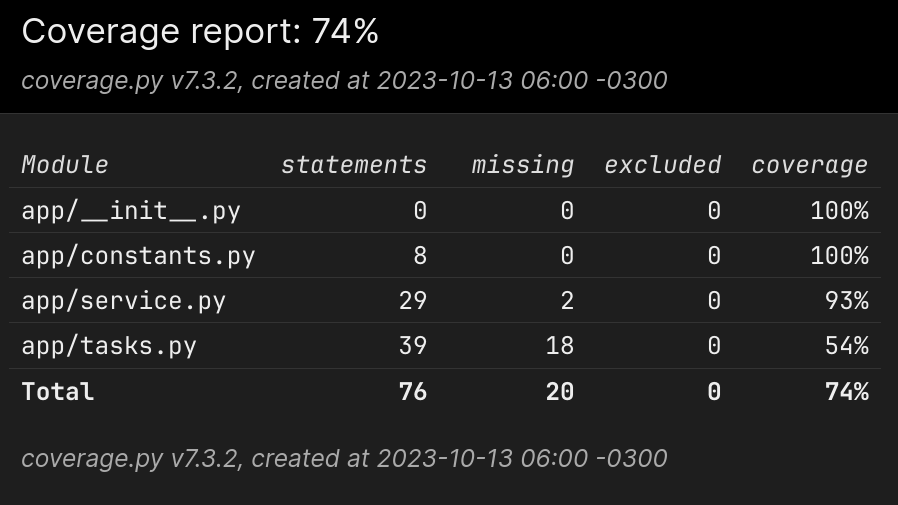 Coverage report: 74%
coverage.py v7.3.2, created at 2023-10-13 06:00 -0300
Module statements missing excluded coverage
app/__init__.py 0 0 0 100%
app/constants.py 8 0 0 100%
app/service.py 29 2 0 93%
app/tasks.py 39 18 0 54%
Total 76 20 0 74%
coverage.py v7.3.2, created at 2023-10-13 06:00 -0300